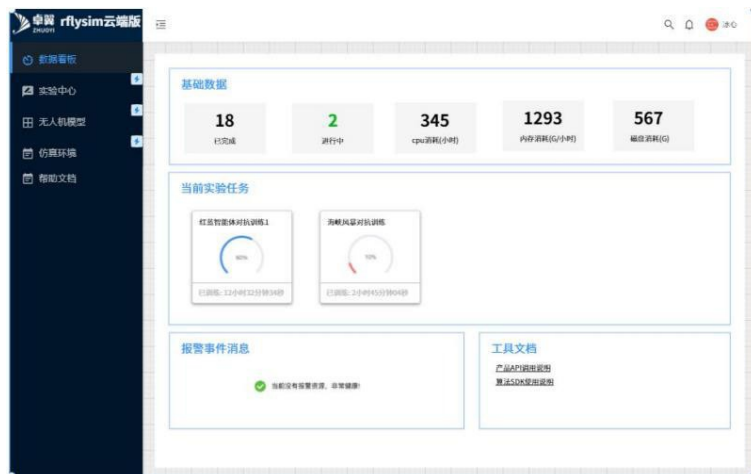 卓翼 rflysim云端版
ZHUOYI
冰心
数据看板
实验中心
无人机模型
仿真环境
帮助文档
基础数据
18
已完成
2
进行中
345
cpu消耗(小时)
1293
内存消耗(G/小时)
567
磁盘消耗(G)
当前实验任务
红蓝智能体对抗训练1
60%
已训练: 12小时32分钟34秒
海峡风暴对抗训练
10%
已训练: 2小时45分钟04秒
报警事件消息
当前没有报警资源，非常健康!
工具文档
产品API调用说明
算法SDK使用说明